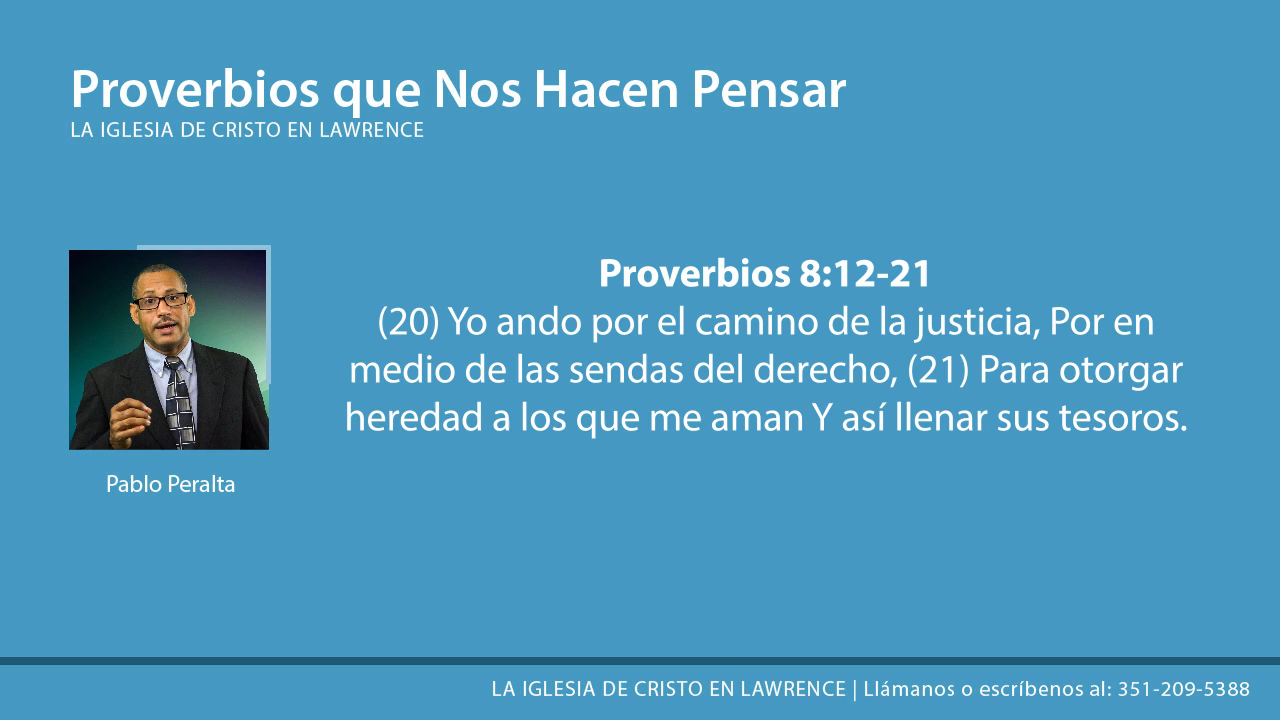 Proverbios que Nos Hacen Pensar
LA IGLESIA DE CRISTO EN LAWRENCE
Proverbios 8:12-21
(20) Yo ando por el camino de la justicia, Por en
medio de las sendas del derecho, (21) Para otorgar
heredad a los que me aman Y así llenar sus tesoros.
Pablo Peralta
LA IGLESIA DE CRISTO EN LAWRENCE | Llámanos o escríbenos al: 351-209-5388